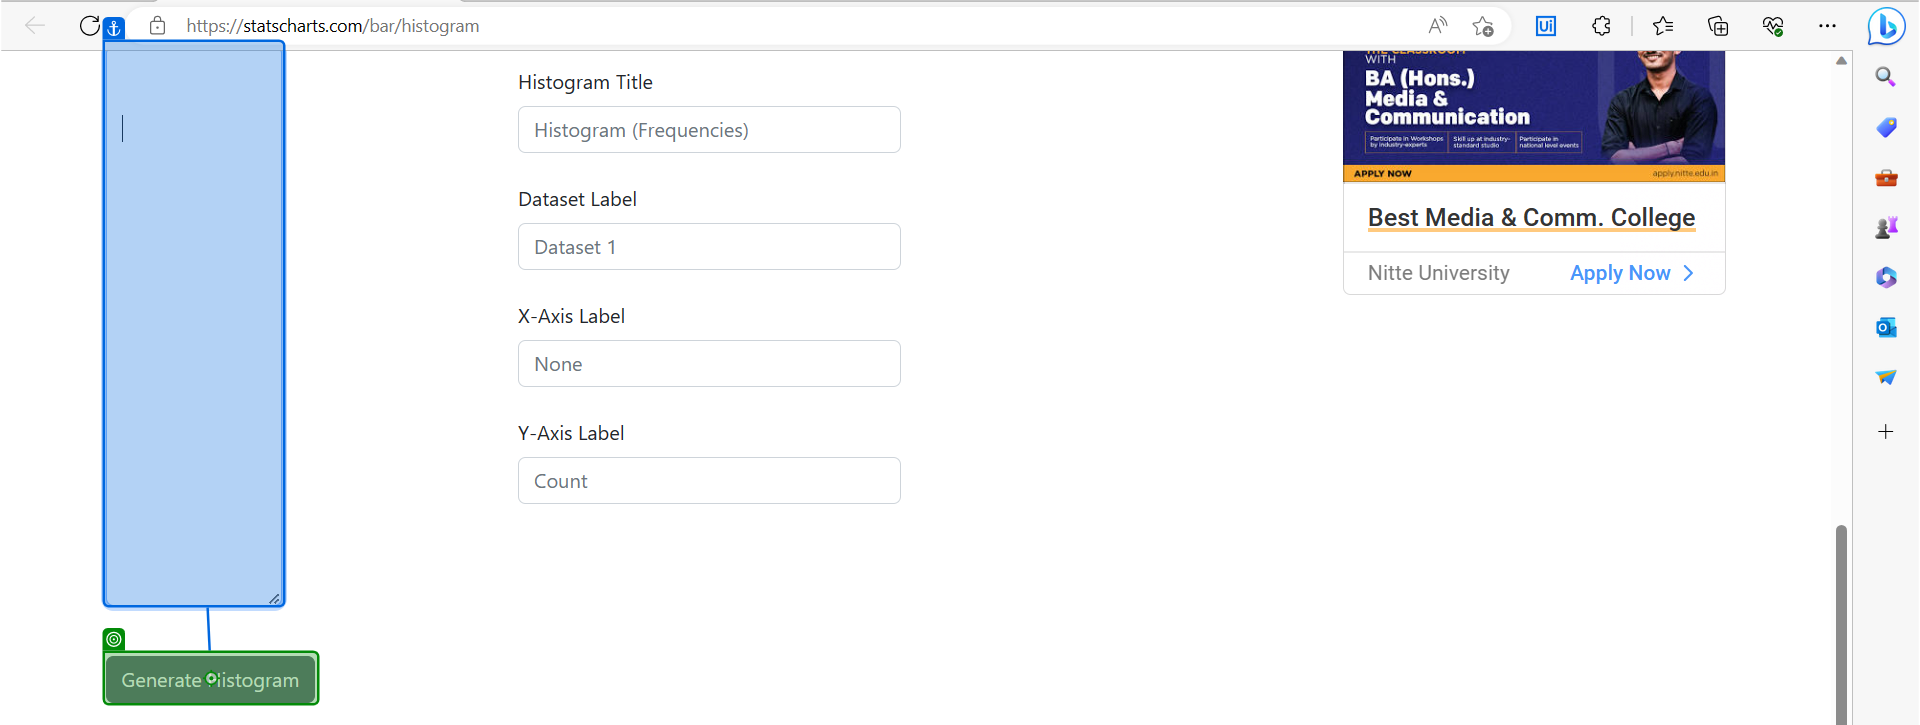 https://statscharts.com/bar/histogram
Histogram Title
Histogram (Frequencies)
Dataset Label
Dataset 1
X-Axis Label
None
Y-Axis Label
Count
Generate Histogram
THE CLASSROOM
WITH
BA (Hons.)
Media &
Communication
Participate in Workshops
by industry-experts
Skill up at industry-
standard studio
Participate in
national level events
APPLY NOW
apply.nitte.edu.in
Best Media & Comm. College
Nitte University
Apply Now
Ui